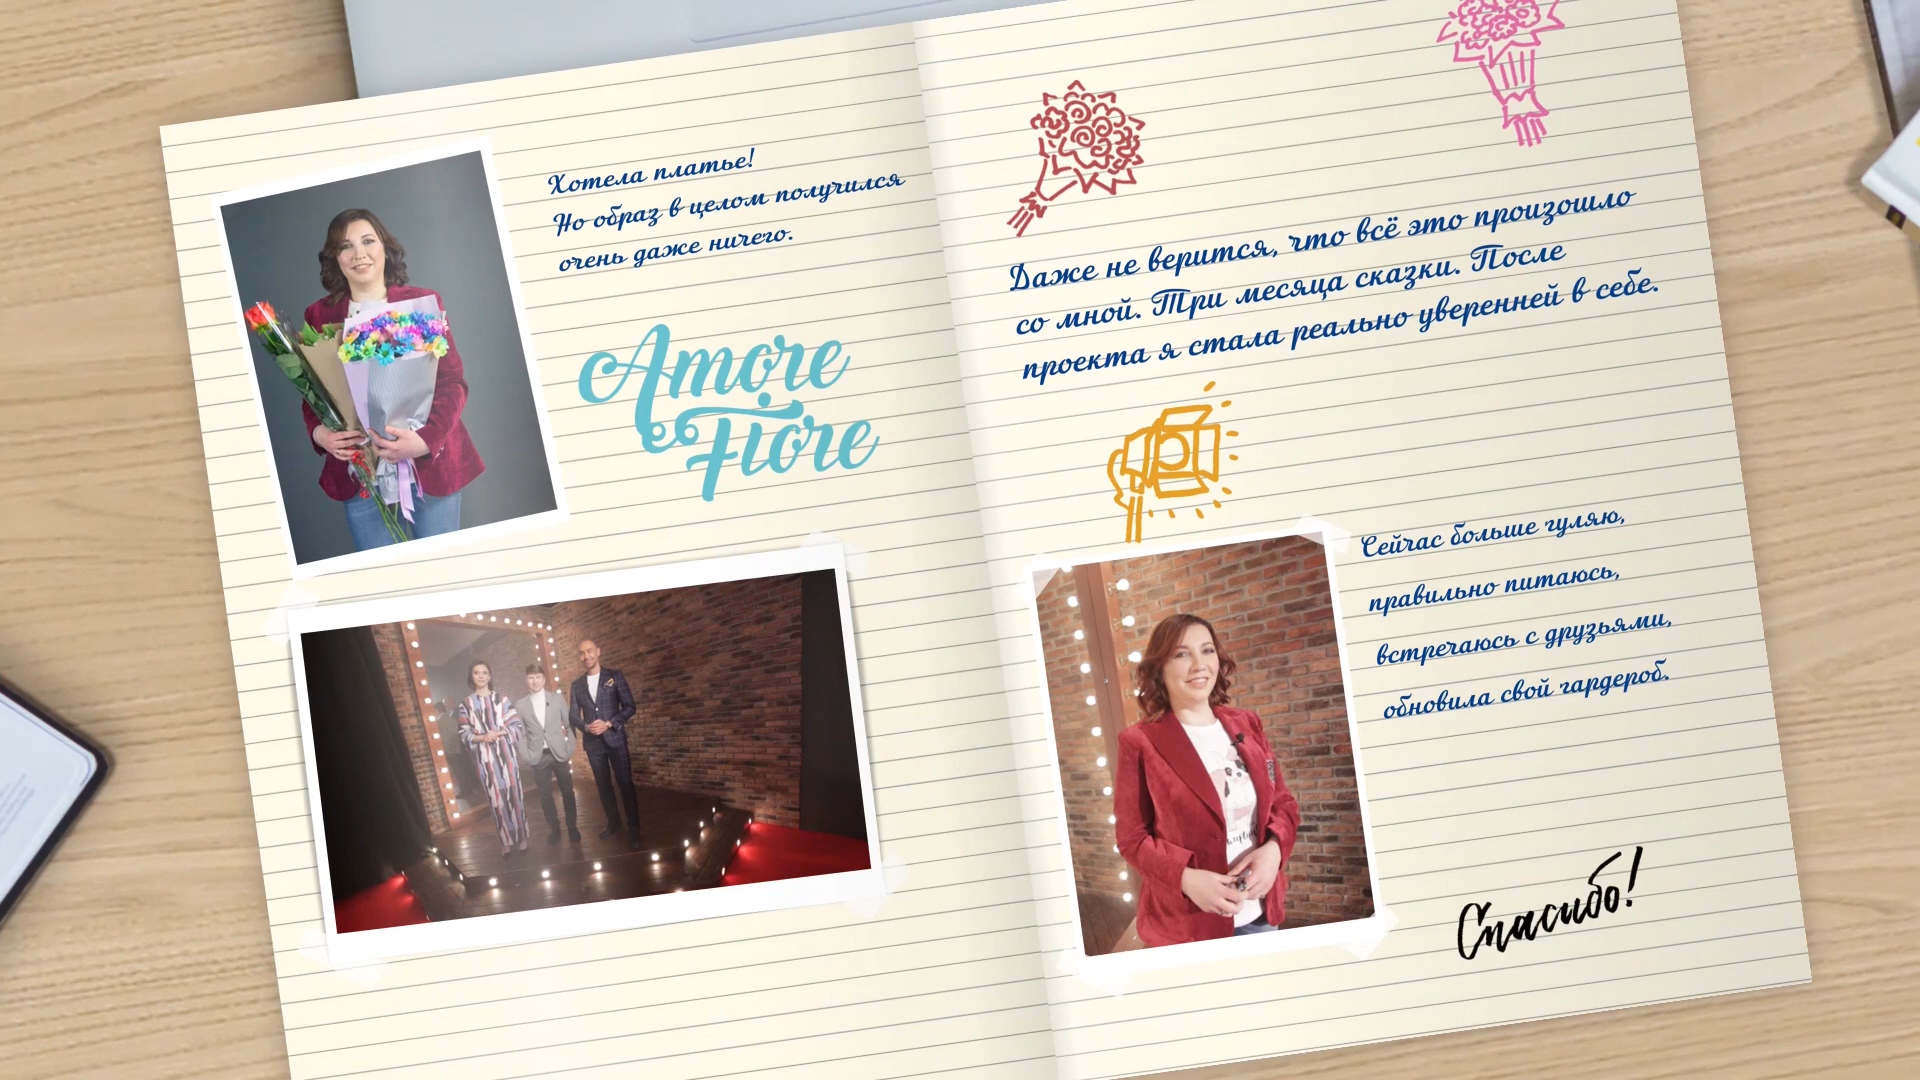 Хотела платье!
Но образ в целом получился
очень даже ничего.
Amore
Fiore
Даже не верится, что всё это произошло
со мной. Три месяца сказки. После
проекта я стала реально уверенней в себе.
Сейчас больше гуляю,
правильно питаюсь,
встречаюсь с друзьями,
обновила свой гардероб.
Спасибо!